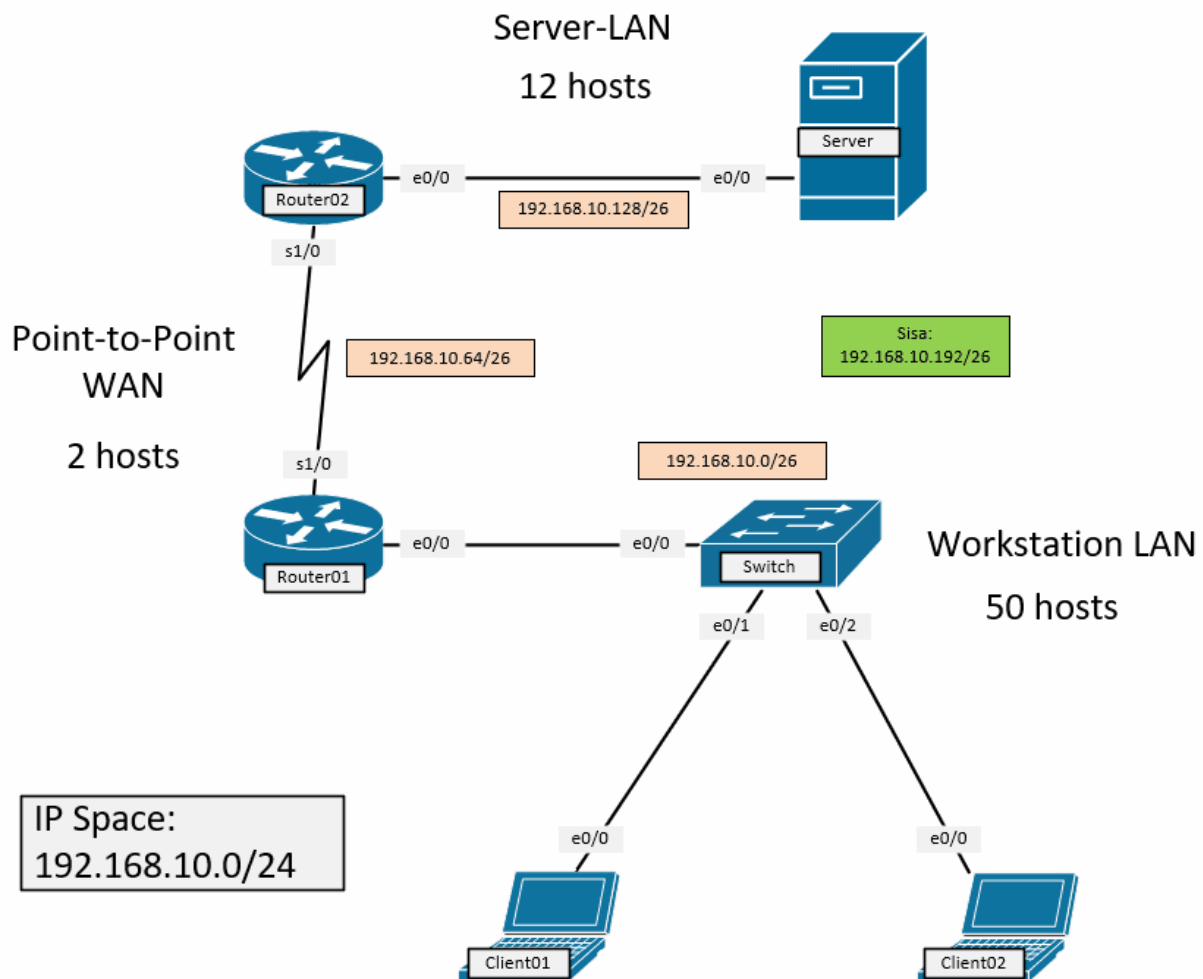 Server-LAN
12 hosts
Server
Router02
e0/0
e0/0
192.168.10.128/26
s1/0
Point-to-Point
WAN
2 hosts
192.168.10.64/26
Sisa:
192.168.10.192/26
s1/0
192.168.10.0/26
Router01
e0/0
e0/0
Switch
Workstation LAN
50 hosts
e0/1
e0/2
IP Space:
192.168.10.0/24
e0/0
e0/0
Client01
Client02